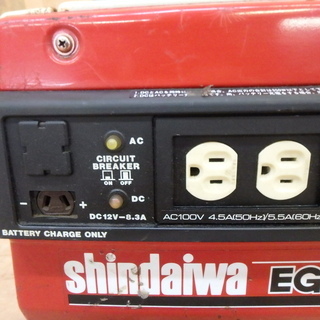 AC
CIRCUIT
BREAKER
ON OFF
− + DC
DC12V-8.3A
BATTERY CHARGE ONLY
AC100V 4.5A(50Hz)/5.5A(60Hz
shindaiwa EG